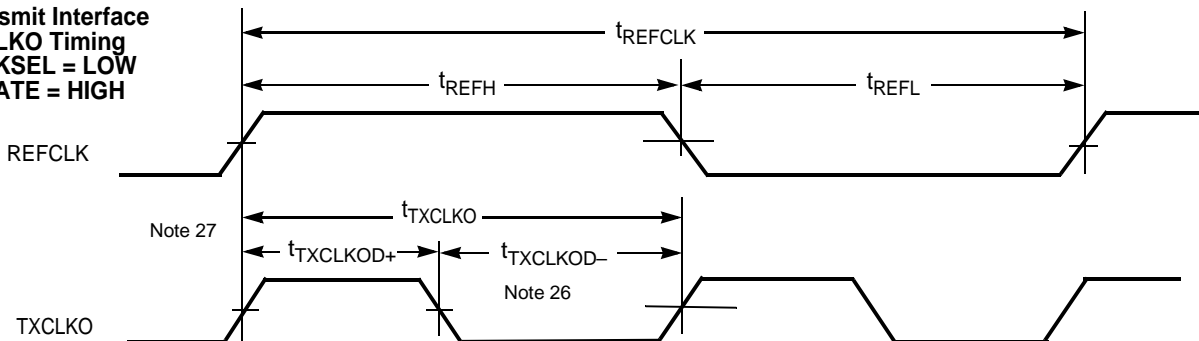 smit Interface
LKO Timing
KSEL = LOW
ATE = HIGH
tREFCLK
tREFH
tREFL
REFCLK
Note 27
tTXCLKO
tTXCLKOD+
tTXCLKOD–
Note 26
TXCLKO